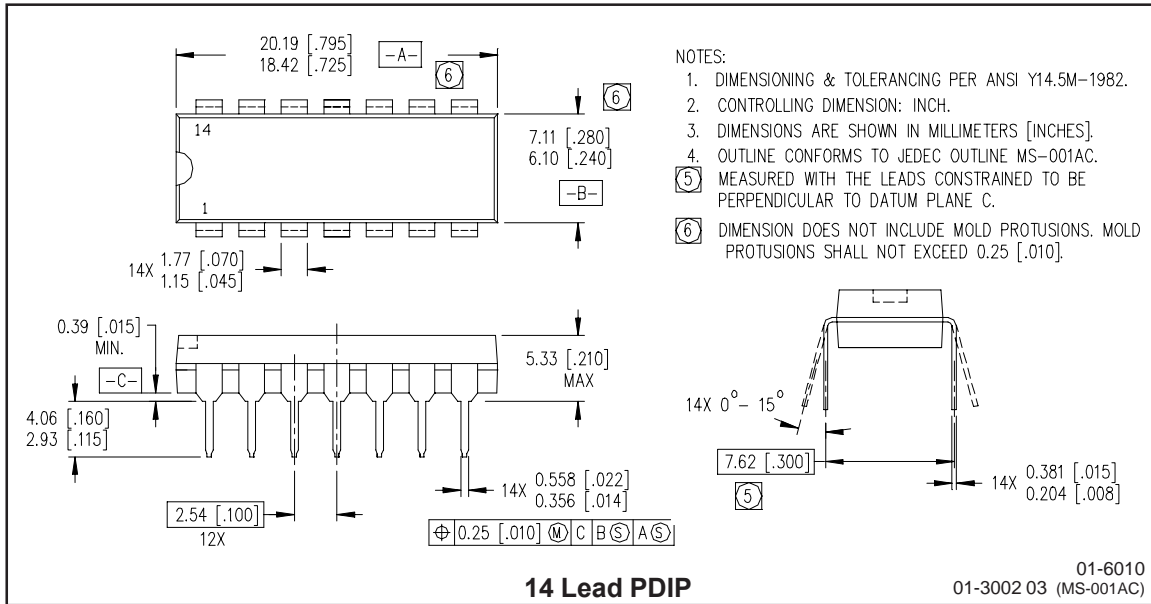 20.19 [.795]
18.42 [.725]
-A-
6
6
14
1
7.11 [.280]
6.10 [.240]
-B-
14X 1.77 [.070]
1.15 [.045]
NOTES:
1. DIMENSIONING & TOLERANCING PER ANSI Y14.5M-1982.
2. CONTROLLING DIMENSION: INCH.
3. DIMENSIONS ARE SHOWN IN MILLIMETERS [INCHES].
4. OUTLINE CONFORMS TO JEDEC OUTLINE MS-001AC.
5 MEASURED WITH THE LEADS CONSTRAINED TO BE
PERPENDICULAR TO DATUM PLANE C.
6 DIMENSION DOES NOT INCLUDE MOLD PROTUSIONS. MOLD
PROTUSIONS SHALL NOT EXCEED 0.25 [.010].
0.39 [.015]
MIN.
-C-
4.06 [.160]
2.93 [.115]
5.33 [.210]
MAX
2.54 [.100]
12X
14X 0.558 [.022]
0.356 [.014]
⌖ 0.25 [.010] Ⓜ C B Ⓢ A Ⓢ
14X 0°- 15°
7.62 [.300]
5
14X 0.381 [.015]
0.204 [.008]
14 Lead PDIP
01-6010
01-3002 03 (MS-001AC)